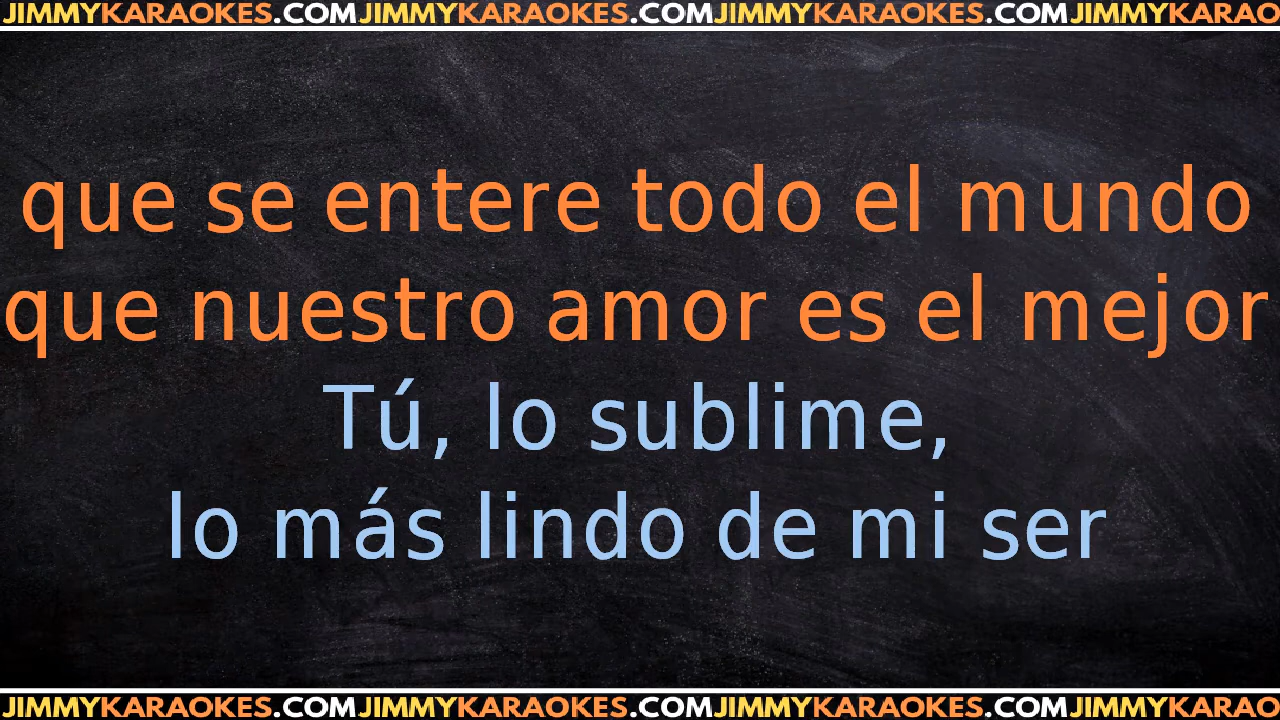 JIMMYKARAOKES.COMJIMMYKARAOKES.COMJIMMYKARAOKES.COMJIMMYKARAO
que se entere todo el mundo
que nuestro amor es el mejor
Tú, lo sublime,
lo más lindo de mi ser
JIMMYKARAOKES.COMJIMMYKARAOKES.COMJIMMYKARAOKES.COMJIMMYKARAO